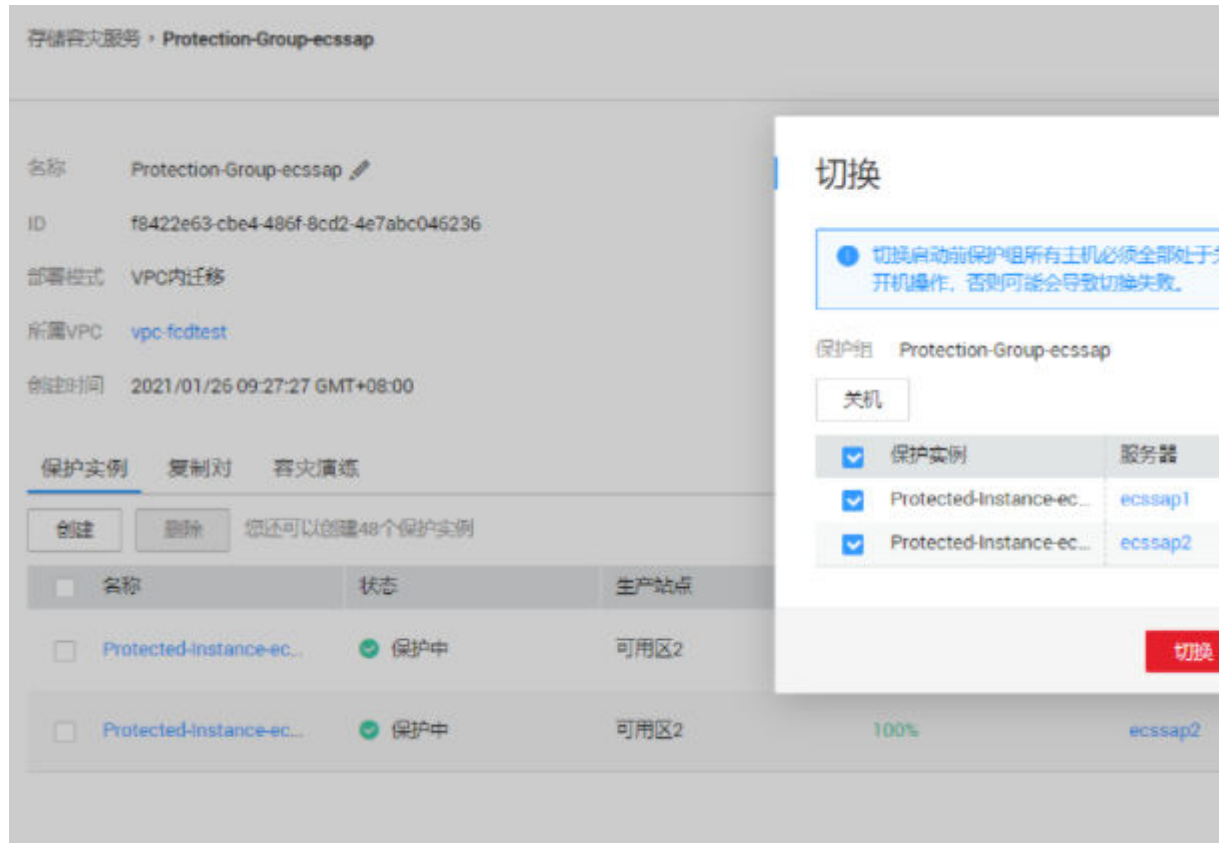 存储容灾服务 › Protection-Group-ecssap
名称 Protection-Group-ecssap
ID f8422e63-cbe4-486f-8cd2-4e7abc046236
部署模式 VPC内迁移
所属VPC vpc-fcdtest
创建时间 2021/01/26 09:27:27 GMT+08:00
保护实例 复制对 容灾演练
创建 删除 您还可以创建48个保护实例
名称 状态 生产站点
Protected-Instance-ec... 保护中 可用区2
Protected-Instance-ec... 保护中 可用区2 100% ecssap2
切换
切换启动前保护组所有主机必须全部处于关
开机操作，否则可能会导致切换失败。
保护组 Protection-Group-ecssap
关机
保护实例 服务器
Protected-Instance-ec... ecssap1
Protected-Instance-ec... ecssap2
切换